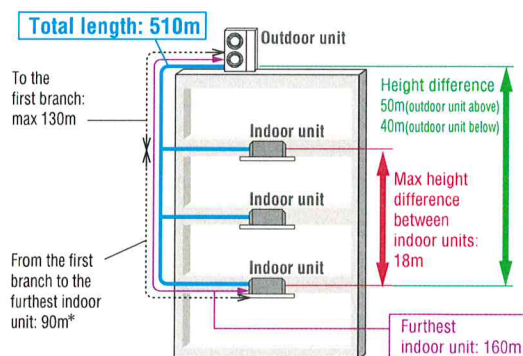 Total length: 510m
Outdoor unit
To the
first branch:
max 130m
Height difference
50m(outdoor unit above)
40m(outdoor unit below)
Indoor unit
Max height
difference
between
indoor units:
18m
Indoor unit
From the first
branch to the
furthest indoor
unit: 90m*
Indoor unit
Furthest
indoor unit: 160m